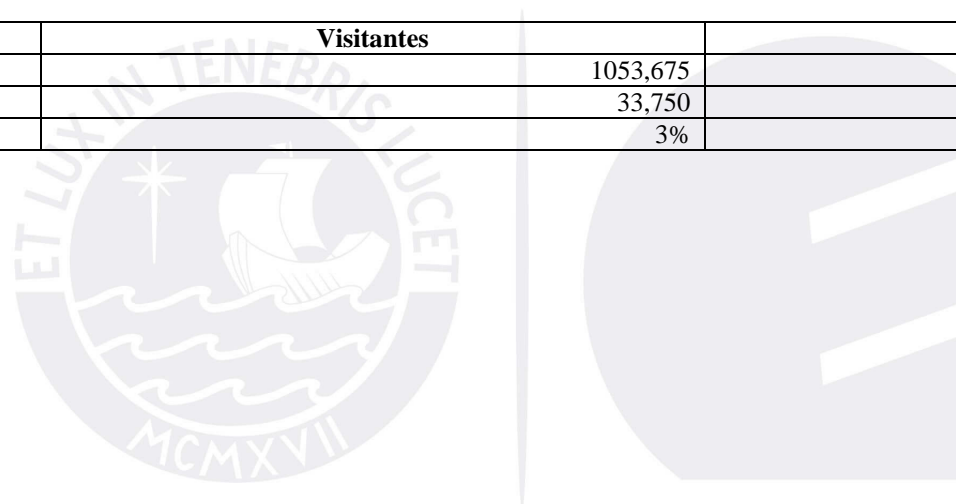 Visitantes
1053,675
33,750
3%
ET LUX IN TENEBRIS LUCET
MCMXVII